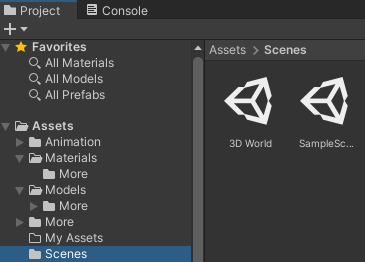 Project
Console
Favorites
All Materials
All Models
All Prefabs
Assets
Animation
Materials
More
Models
More
More
My Assets
Scenes
Assets > Scenes
3D World
SampleSc...